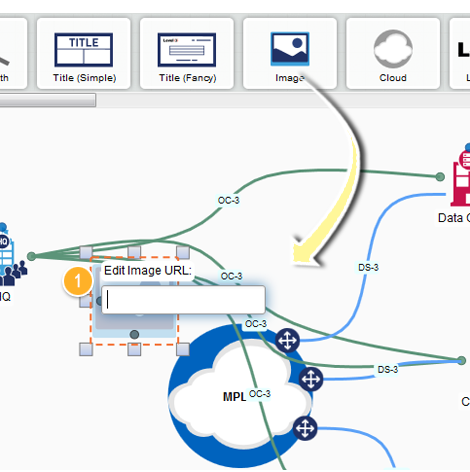 th
TITLE
Title (Simple)
Level 3
Title (Fancy)
Image
Cloud
L
L
OC-3
Data C
HQ
HQ
1
Edit Image URL:
DS-3
OC-3
OC-3
DS-3
MPL
OC-3
C